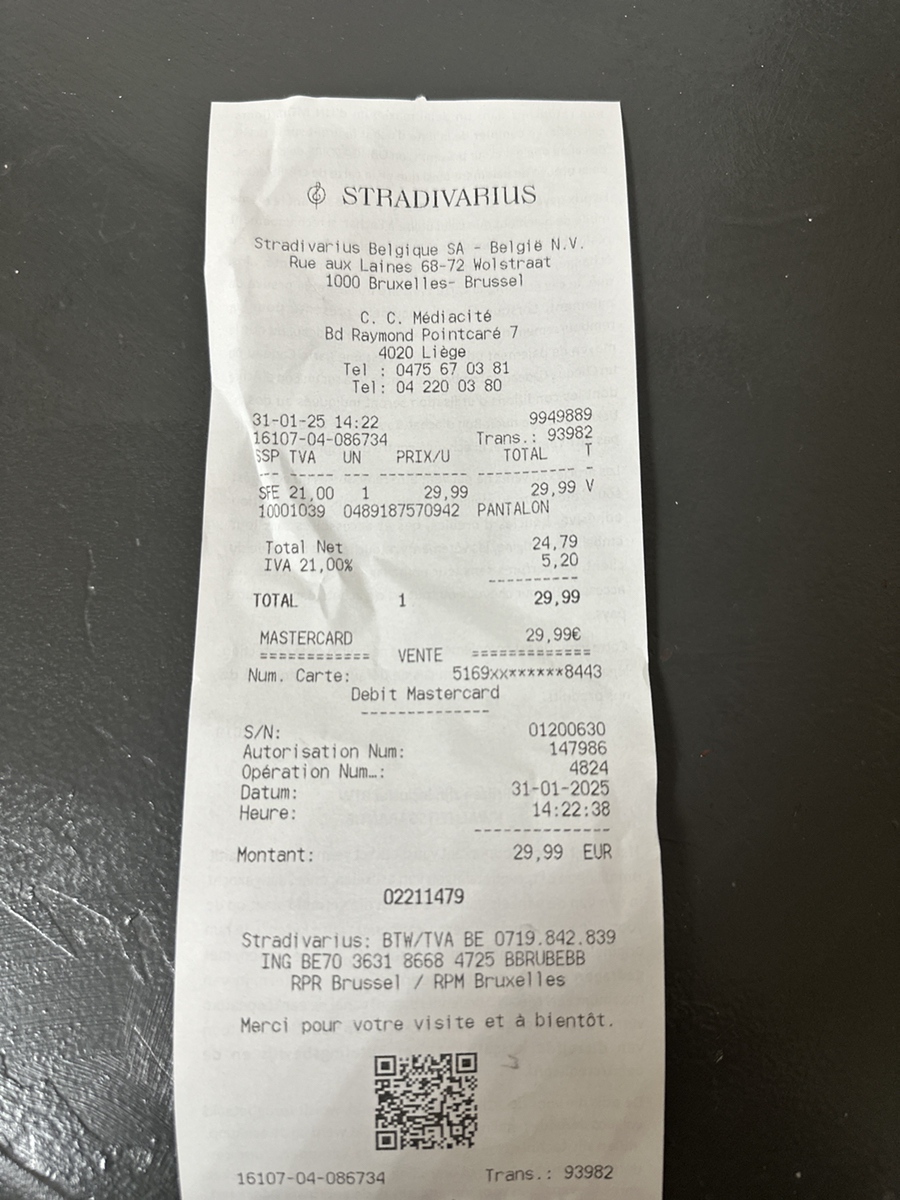 STRADIVARIUS
Stradivarius Belgique SA - België N.V.
Rue aux Laines 68-72 Wolstraat
1000 Bruxelles- Brussel
C. C. Médiacité
Bd Raymond Pointcaré 7
4020 Liège
Tel : 0475 67 03 81
Tel: 04 220 03 80
31-01-25 14:22 9949889
16107-04-086734 Trans.: 93982
SSP TVA UN PRIX/U TOTAL T
--- ----- ---- ---------- ----------- -
SFE 21,00 1 29,99 29,99 V
10001039 0489187570942 PANTALON
Total Net 24,79
IVA 21,00% 5,20
----------
TOTAL 1 29,99
MASTERCARD 29,99€
============ VENTE =============
Num. Carte: 5169xx******8443
Debit Mastercard
--------------
S/N: 01200630
Autorisation Num: 147986
Opération Num…: 4824
Datum: 31-01-2025
Heure: 14:22:38
--------------
Montant: 29,99 EUR
02211479
Stradivarius: BTW/TVA BE 0719.842.839
ING BE70 3631 8668 4725 BBRUBEBB
RPR Brussel / RPM Bruxelles
Merci pour votre visite et à bientôt.
16107-04-086734 Trans.: 93982